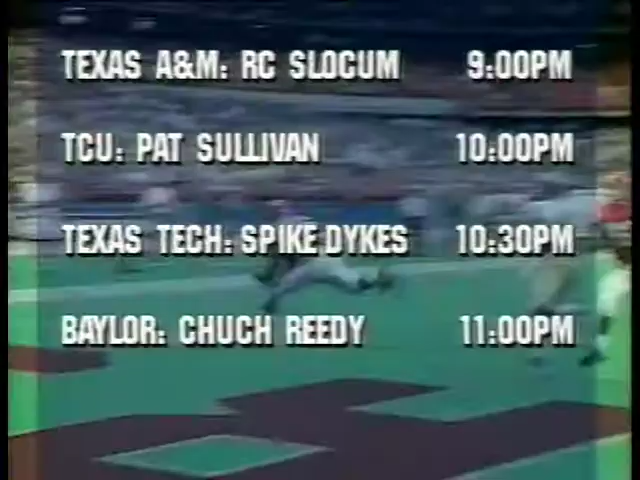 TEXAS A&M: RC SLOCUM 9:00PM
TCU: PAT SULLIVAN 10:00PM
TEXAS TECH: SPIKE DYKES 10:30PM
BAYLOR: CHUCH REEDY 11:00PM